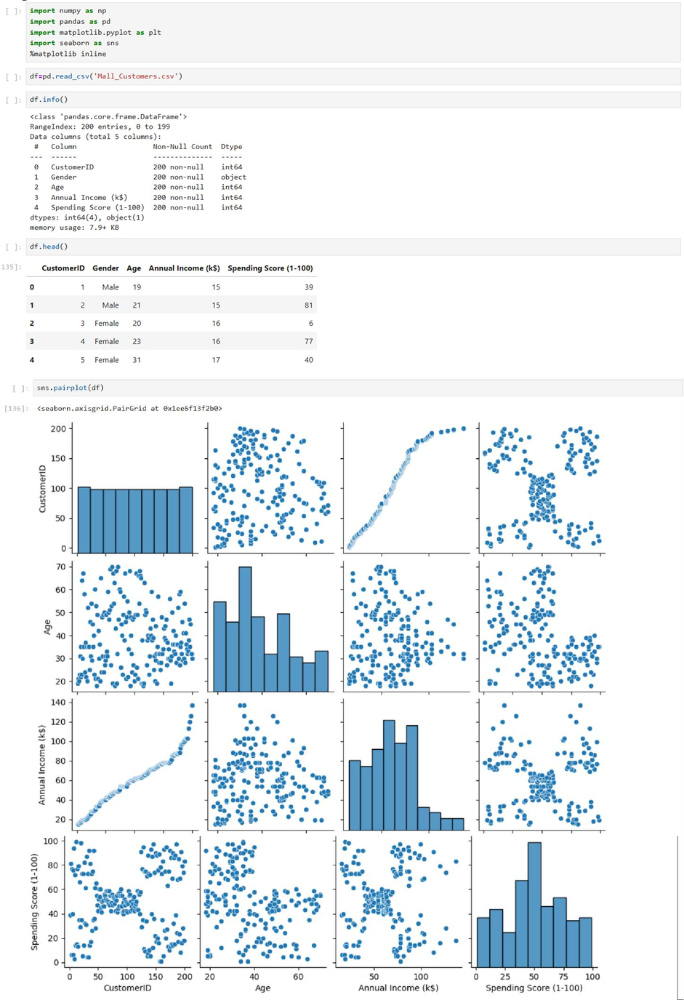 [ ]: import numpy as np
import pandas as pd
import matplotlib.pyplot as plt
import seaborn as sns
%matplotlib inline
[ ]: df=pd.read_csv('Mall_Customers.csv')
[ ]: df.info()
<class 'pandas.core.frame.DataFrame'>
RangeIndex: 200 entries, 0 to 199
Data columns (total 5 columns):
# Column Non-Null Count Dtype
--- ------ -------------- -----
0 CustomerID 200 non-null int64
1 Gender 200 non-null object
2 Age 200 non-null int64
3 Annual Income (k$) 200 non-null int64
4 Spending Score (1-100) 200 non-null int64
dtypes: int64(4), object(1)
memory usage: 7.9+ KB
[ ]: df.head()
135]:
CustomerID Gender Age Annual Income (k$) Spending Score (1-100)
0 1 Male 19 15 39
1 2 Male 21 15 81
2 3 Female 20 16 6
3 4 Female 23 16 77
4 5 Female 31 17 40
[ ]: sns.pairplot(df)
[136]: <seaborn.axisgrid.PairGrid at 0x1ee6f13f2b0>
200
150
100
50
0
CustomerID
70
60
50
40
30
20
Age
140
120
100
80
60
40
20
Annual Income (k$)
100
80
60
40
20
0
Spending Score (1-100)
0 50 100 150 200 20 40 60 50 100 0 25 50 75 100
CustomerID Age Annual Income (k$) Spending Score (1-100)